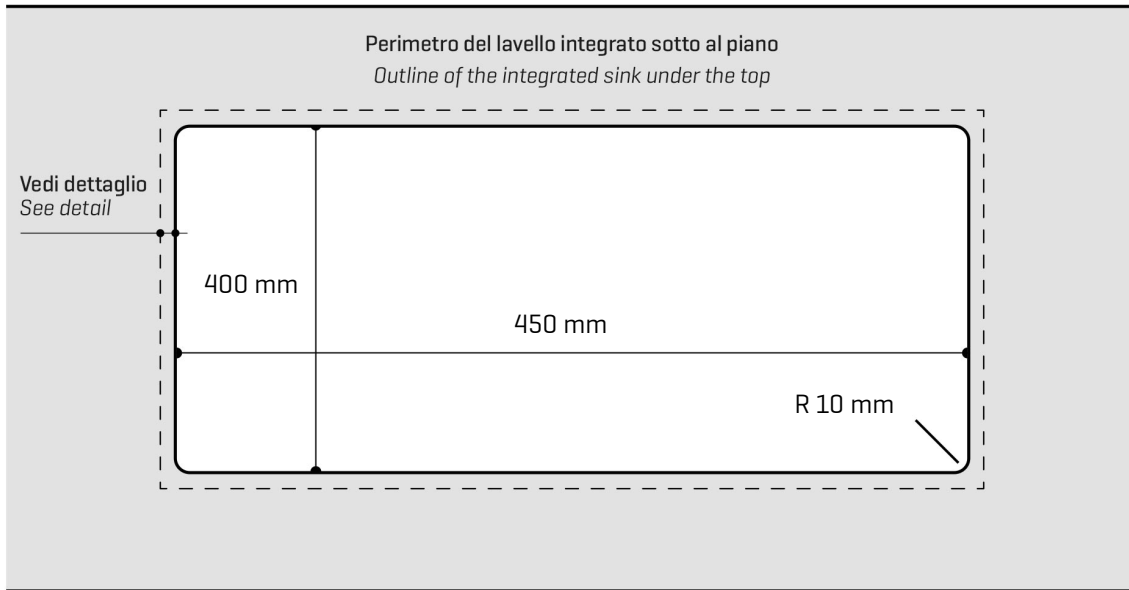 Perimetro del lavello integrato sotto al piano
Outline of the integrated sink under the top
Vedi dettaglio
See detail
400 mm
450 mm
R 10 mm